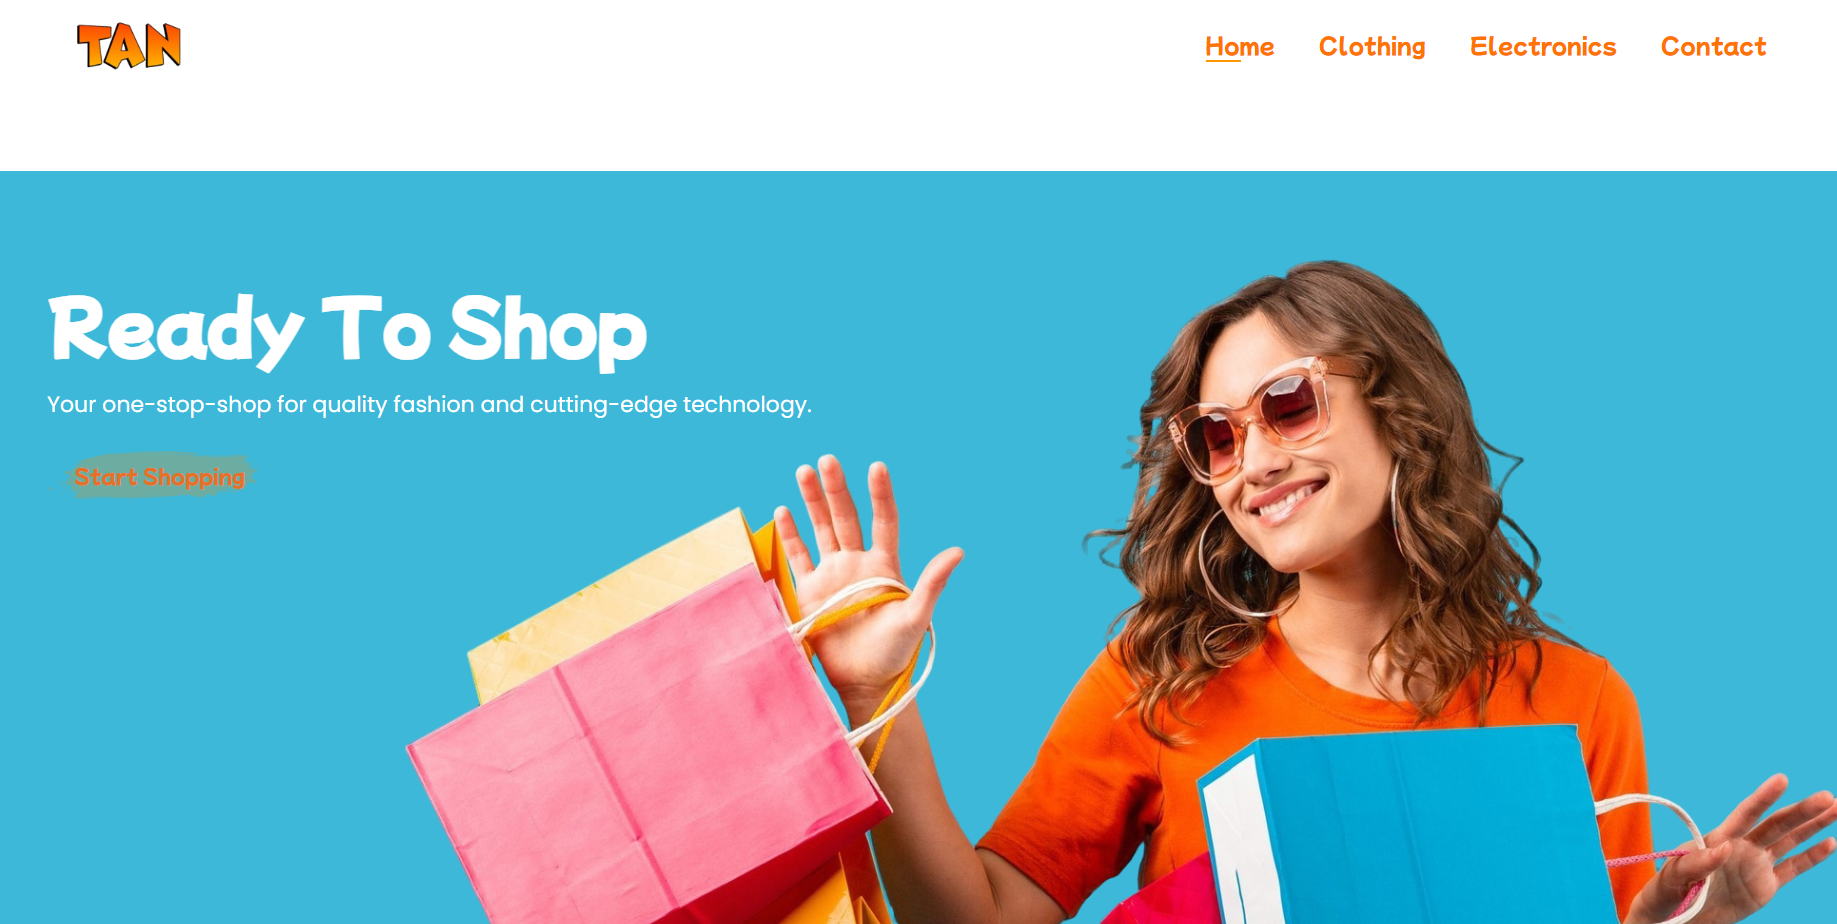 TAN
Home Clothing Electronics Contact
Ready To Shop
Your one-stop-shop for quality fashion and cutting-edge technology.
Start Shopping